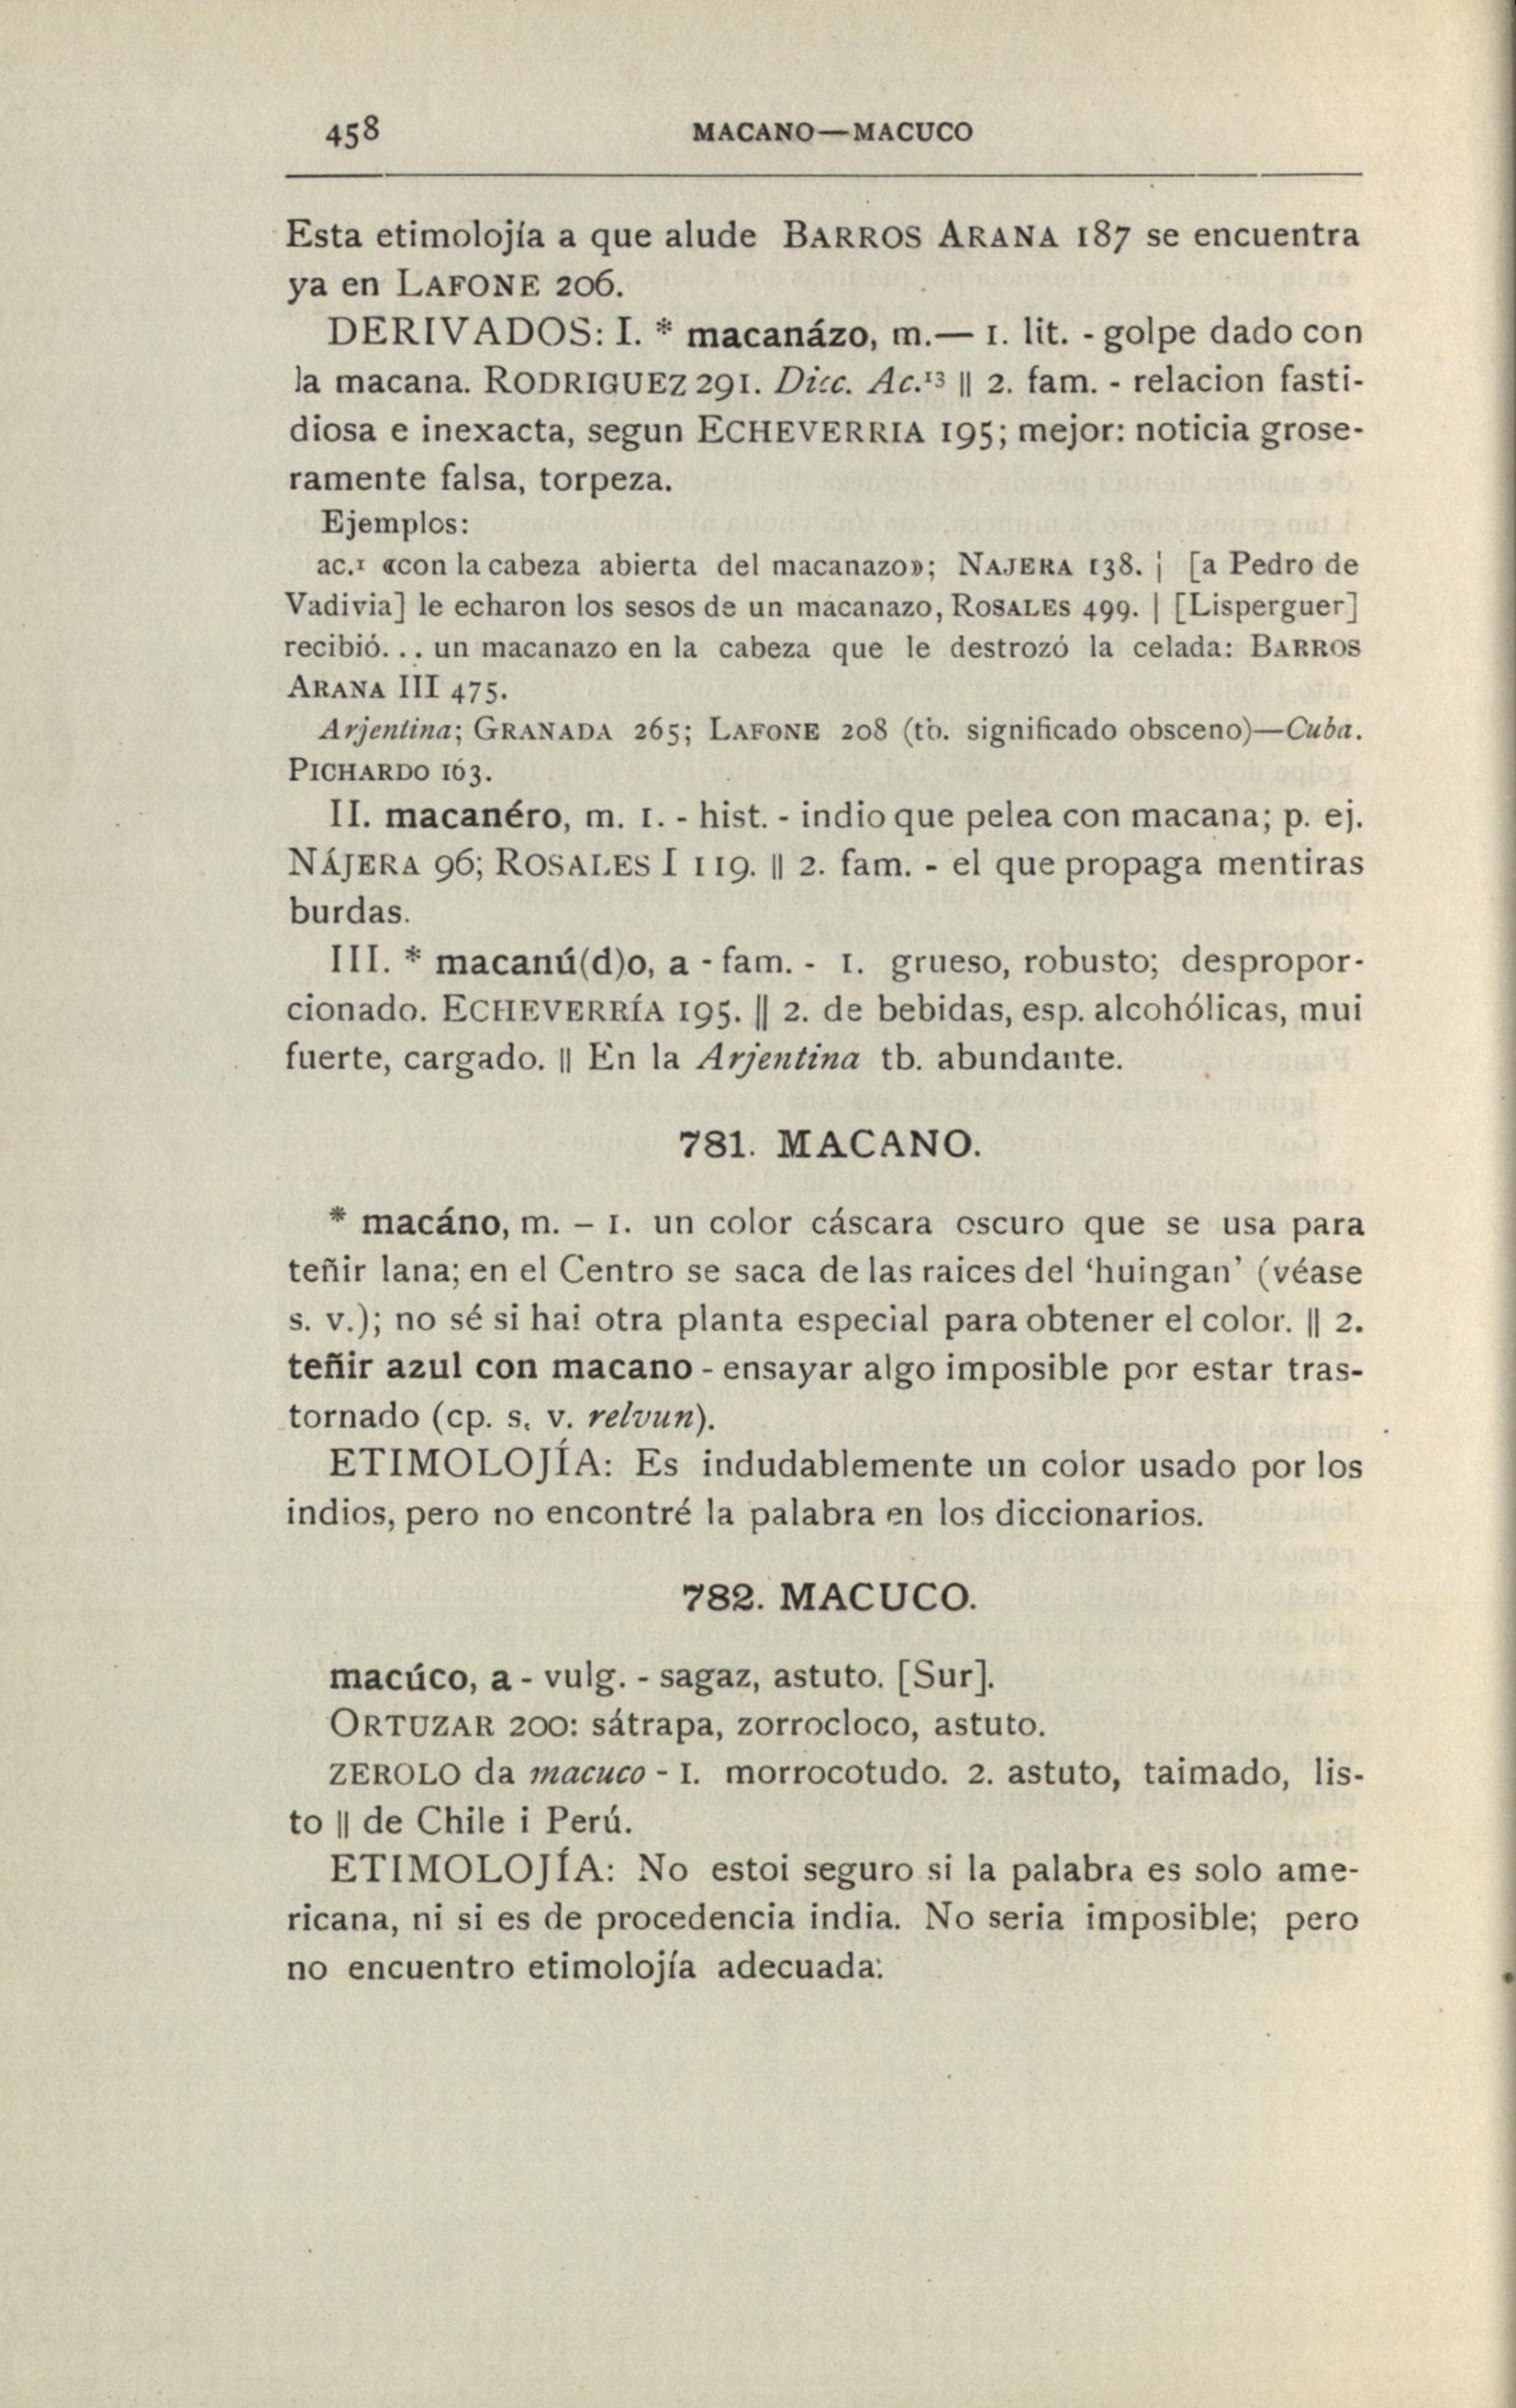 458
MACANO—MACUCO
Esta etimolojía a que alude BARROS ARANA 187 se encuentra
ya en LAFONE 206.
DERIVADOS: I. * macanázo, m.— 1. lit. - golpe dado con
la macana. RODRIGUEZ 291. Dicc. Ac.¹³ || 2. fam. - relacion fasti-
diosa e inexacta, segun ECHEVERRIA 195; mejor: noticia grose-
ramente falsa, torpeza.
Ejemplos:
ac.¹ «con la cabeza abierta del macanazo»; NAJERA 138. | [a Pedro de
Vadivia] le echaron los sesos de un macanazo, ROSALES 499. | [Lisperguer]
recibió... un macanazo en la cabeza que le destrozó la celada: BARROS
ARANA III 475.
Arjentina; GRANADA 265; LAFONE 208 (tb. significado obsceno)—Cuba.
PICHARDO 163.
II. macanéro, m. 1. - hist. - indio que pelea con macana; p. ej.
NÁJERA 96; ROSALES I 119. || 2. fam. - el que propaga mentiras
burdas.
III. * macanú(d)o, a - fam. - 1. grueso, robusto; despropor-
cionado. ECHEVERRÍA 195. || 2. de bebidas, esp. alcohólicas, mui
fuerte, cargado. || En la Arjentina tb. abundante.
781. MACANO.
* macáno, m. – 1. un color cáscara oscuro que se usa para
teñir lana; en el Centro se saca de las raices del ‘huingan’ (véase
s. v.); no sé si hai otra planta especial para obtener el color. || 2.
teñir azul con macano - ensayar algo imposible por estar tras-
tornado (cp. s. v. relvun).
ETIMOLOJÍA: Es indudablemente un color usado por los
indios, pero no encontré la palabra en los diccionarios.
782. MACUCO.
macúco, a - vulg. - sagaz, astuto. [Sur].
ORTUZAR 200: sátrapa, zorrocloco, astuto.
ZEROLO da macuco - 1. morrocotudo. 2. astuto, taimado, lis-
to || de Chile i Perú.
ETIMOLOJÍA: No estoi seguro si la palabra es solo ame-
ricana, ni si es de procedencia india. No seria imposible; pero
no encuentro etimolojía adecuada.